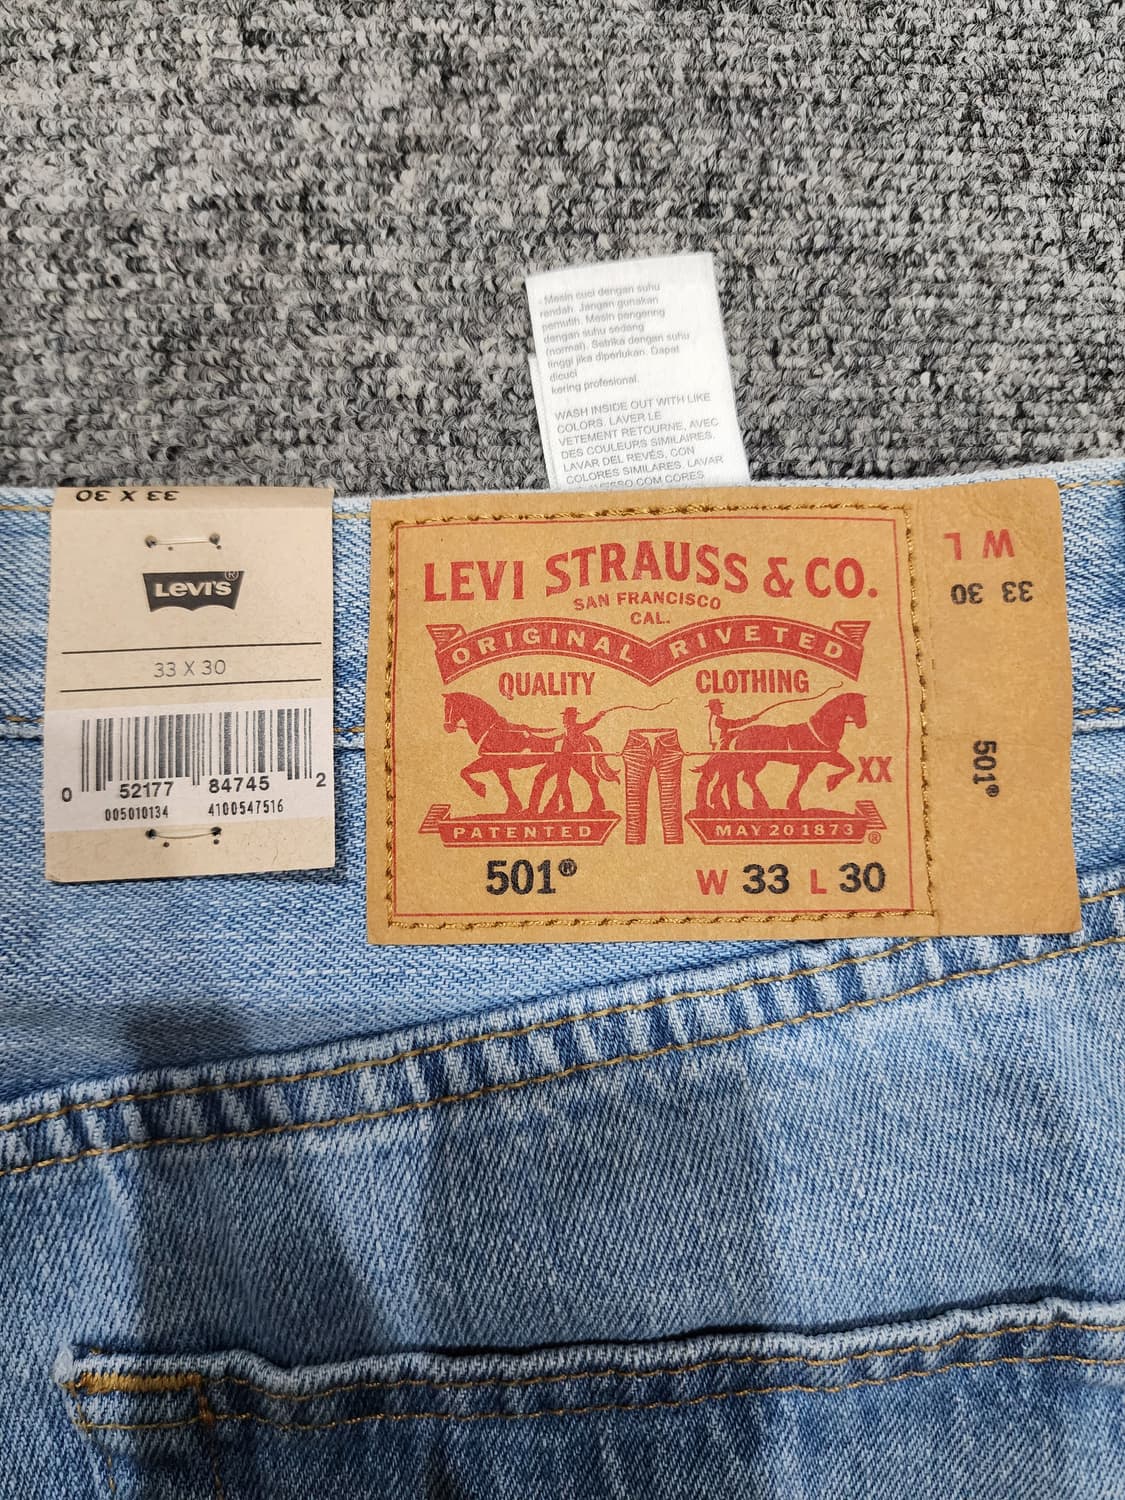 - Mesin cuci dengan suhu
rendah. Jangan gunakan
pemutih. Mesin pengering
dengan suhu sedang
(normal). Setrika dengan suhu
tinggi jika diperlukan. Dapat
dicuci
kering profesional.
WASH INSIDE OUT WITH LIKE
COLORS. LAVER LE
VETEMENT RETOURNE, AVEC
DES COULEURS SIMILAIRES.
LAVAR DEL REVÉS, CON
COLORES SIMILARES. LAVAR
COM CORES
33 X 30
LEVI'S®
33 X 30
0 52177 84745 2
005010134 4100547516
LEVI STRAUSS & CO.
SAN FRANCISCO
CAL.
ORIGINAL RIVETED
QUALITY CLOTHING
XX
PATENTED MAY 20 1873 ®
501® W 33 L 30
W L
33 30
501®